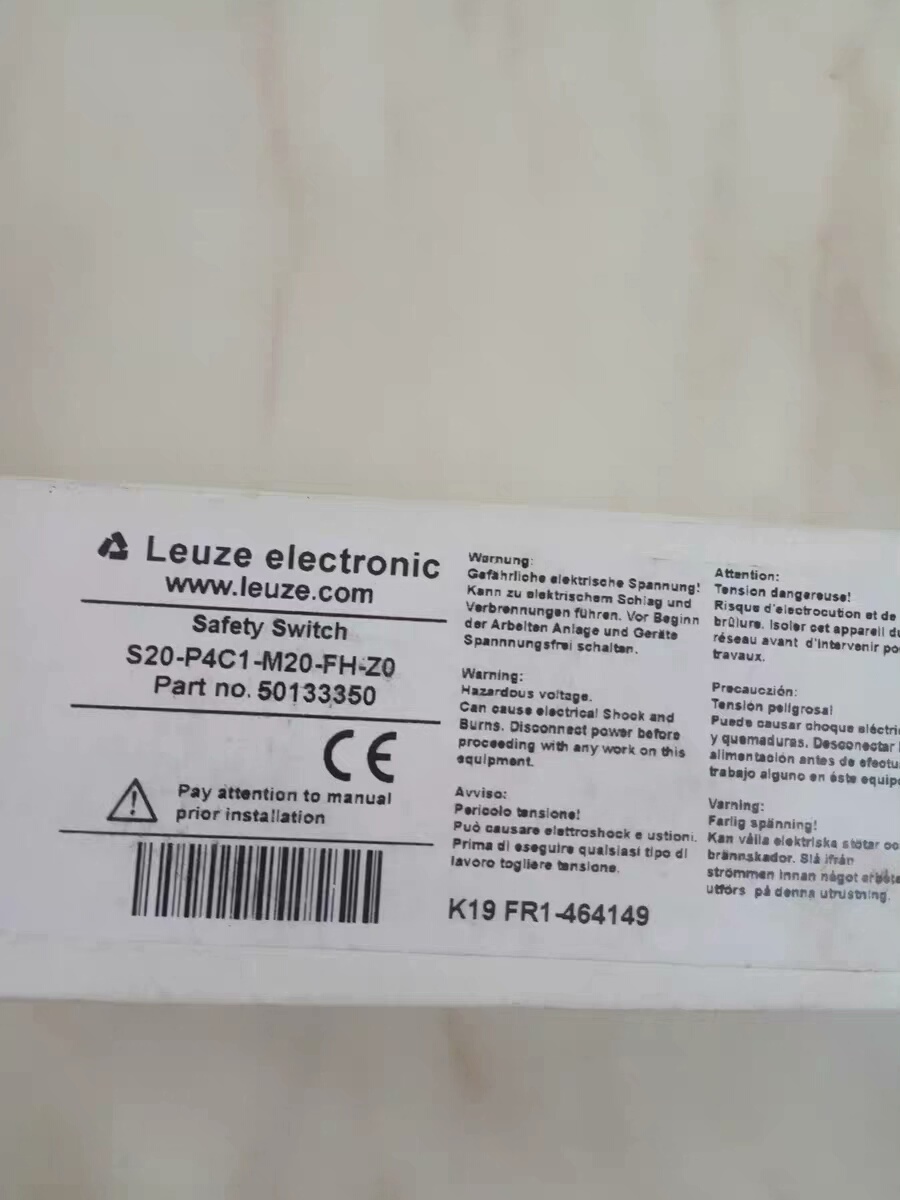 Leuze electronic
www.leuze.com
Safety Switch
S20-P4C1-M20-FH-Z0
Part no. 50133350
CE
Pay attention to manual
prior installation
Warnung:
Gefährliche elektrische Spannung!
Kann zu elektrischem Schlag und
Verbrennungen führen. Vor Beginn
der Arbeiten Anlage und Geräte
Spannnungsfrei schalten.
Warning:
Hazardous voltage.
Can cause electrical Shock and
Burns. Disconnect power before
proceeding with any work on this
equipment.
Avviso:
Pericolo tensione!
Può causare elettroshock e ustioni.
Prima di eseguire qualsiasi tipo di
lavoro togliere tensione.
K19 FR1-464149
Attention:
Tension dangereuse!
Risque d'electrocution et de
brûlure. Isoler cet appareil du
réseau avant d'intervenir po
travaux.
Precauczión:
Tensión peligrosa!
Puede causar choque eléctri
y quemaduras. Desconectar
alimentación antes de efectu
trabajo alguno en éste equip
Varning:
Farlig spänning!
Kan vålla elektriska stötar oc
brännskador. Slå ifrån
strömmen innan något arbete
utförs på denna utrustning.